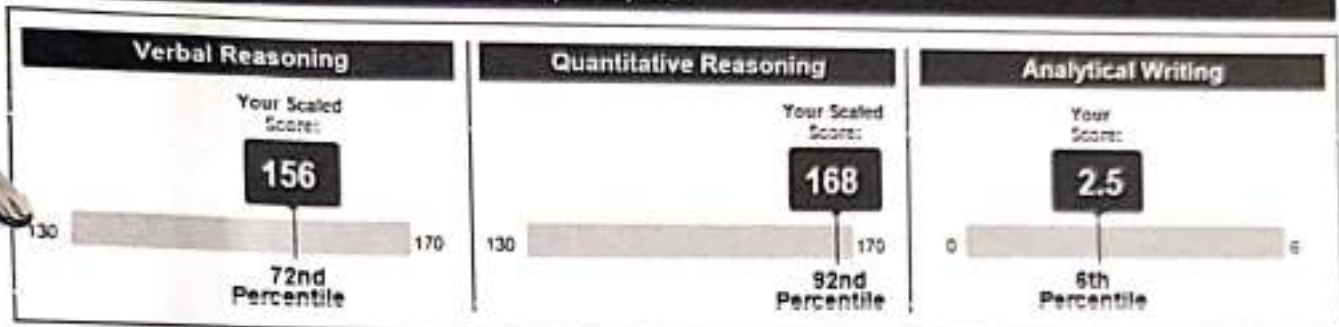 Verbal Reasoning
Your Scaled
Score:
156
130
170
72nd
Percentile
Quantitative Reasoning
Your Scaled
Score:
168
130
170
92nd
Percentile
Analytical Writing
Your
Score:
2.5
0
6
6th
Percentile